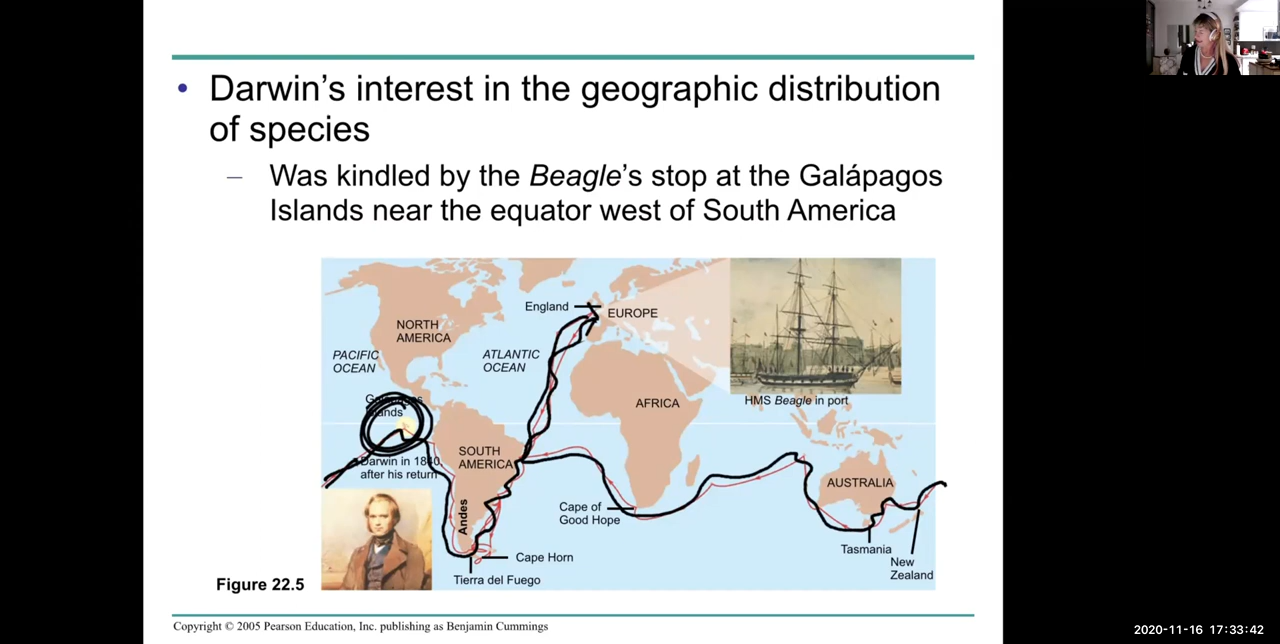 • Darwin's interest in the geographic distribution
of species
– Was kindled by the Beagle's stop at the Galápagos
Islands near the equator west of South America
England
EUROPE
NORTH
AMERICA
PACIFIC
OCEAN
ATLANTIC
OCEAN
HMS Beagle in port
AFRICA
Galápagos
Islands
Darwin in 1840,
after his return
SOUTH
AMERICA
AUSTRALIA
Andes
Cape of
Good Hope
Cape Horn
Tasmania
New
Zealand
Tierra del Fuego
Figure 22.5
Copyright © 2005 Pearson Education, Inc. publishing as Benjamin Cummings
2020-11-16 17:33:42